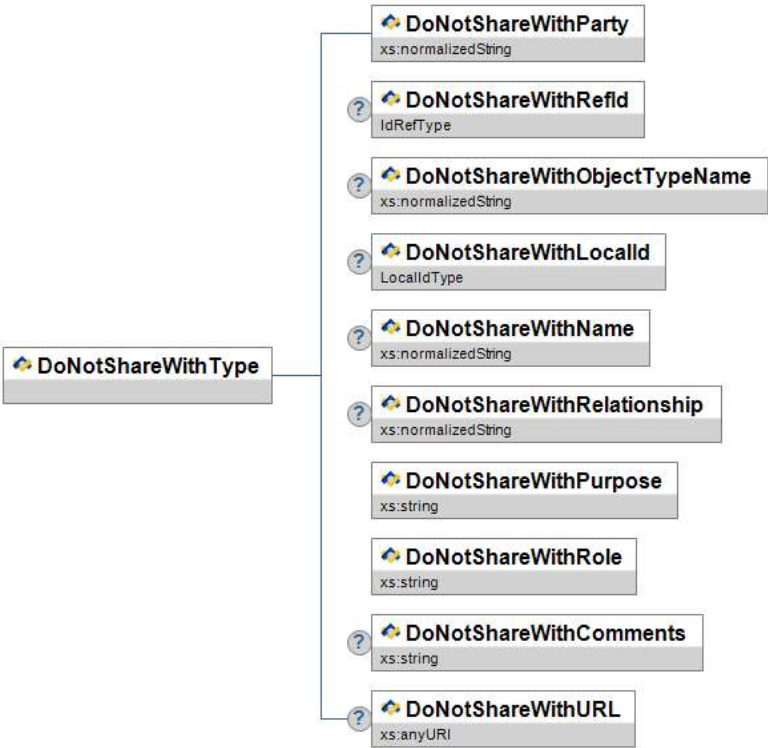 DoNotShareWithParty
xs:normalizedString
?
DoNotShareWithRefId
IdRefType
?
DoNotShareWithObjectTypeName
xs:normalizedString
?
DoNotShareWithLocalId
LocalIdType
?
DoNotShareWithName
xs:normalizedString
DoNotShareWithType
?
DoNotShareWithRelationship
xs:normalizedString
DoNotShareWithPurpose
xs:string
DoNotShareWithRole
xs:string
?
DoNotShareWithComments
xs:string
?
DoNotShareWithURL
xs:anyURI